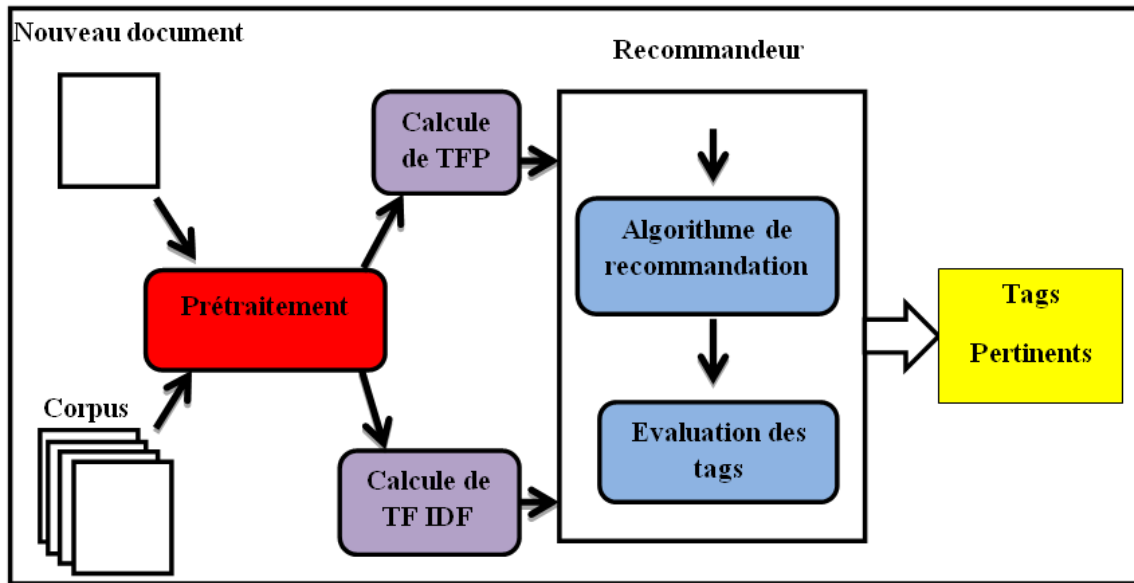 Nouveau document
Recommandeur
Calcule
de TFP
Algorithme de
recommandation
Prétraitement
Tags
Pertinents
Corpus
Evaluation des
tags
Calcule de
TF IDF